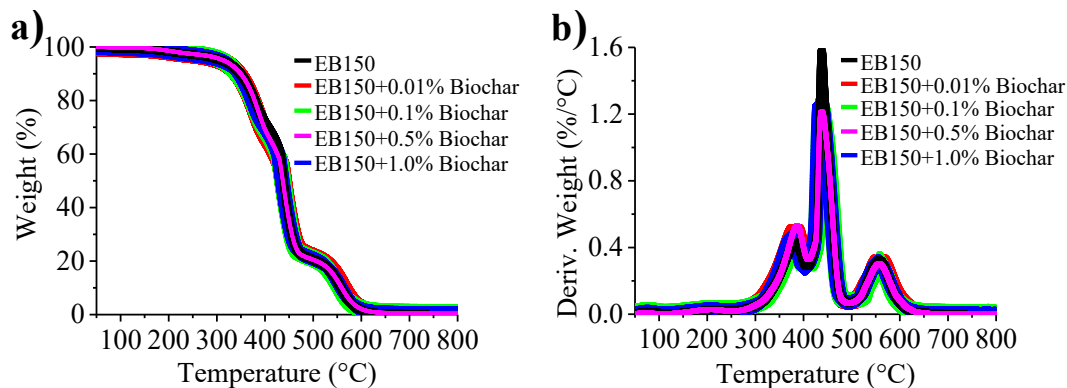 a)
Weight (%)
100
80
60
40
20
0
EB150
EB150+0.01% Biochar
EB150+0.1% Biochar
EB150+0.5% Biochar
EB150+1.0% Biochar
100 200 300 400 500 600 700 800
Temperature (°C)
b)
Deriv. Weight (%/°C)
1.6
1.2
0.8
0.4
0.0
EB150
EB150+0.01% Biochar
EB150+0.1% Biochar
EB150+0.5% Biochar
EB150+1.0% Biochar
100 200 300 400 500 600 700 800
Temperature (°C)